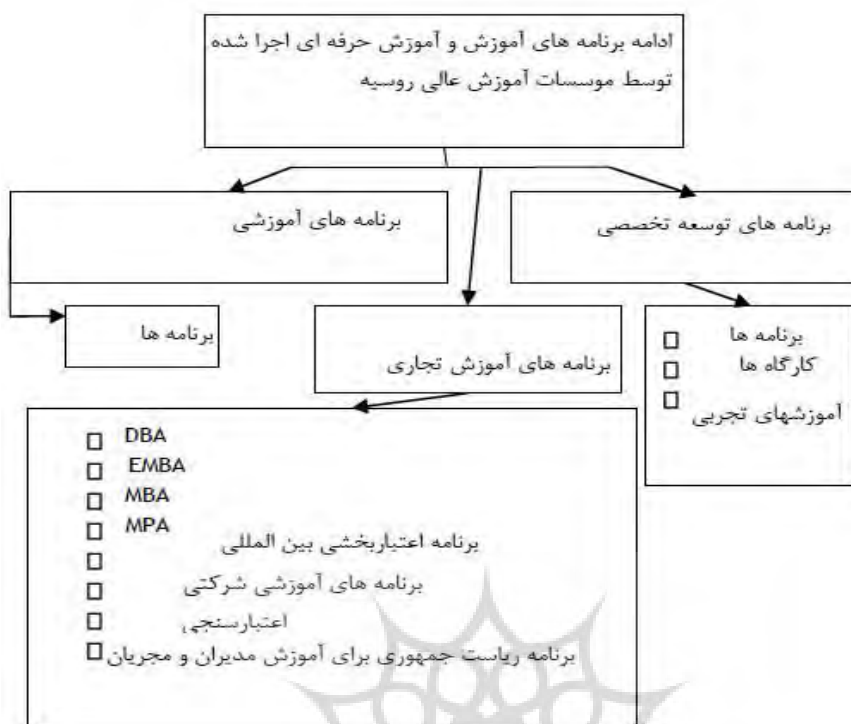 ادامه برنامه های آموزش و آموزش حرفه ای اجرا شده
توسط موسسات آموزش عالی روسیه
برنامه های توسعه تخصصی
برنامه های آموزشی
برنامه ها
کارگاه ها
آموزشهای تجربی
برنامه های آموزش تجاری
برنامه ها
DBA
EMBA
MBA
MPA
برنامه اعتباربخشی بین المللی
برنامه های آموزشی شرکتی
اعتبارسنجی
برنامه ریاست جمهوری برای آموزش مدیران و مجریان